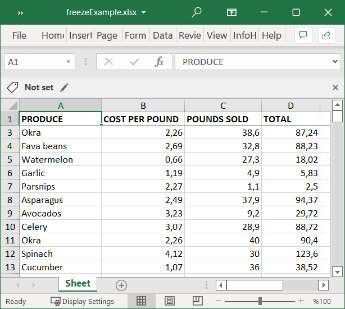 freezeExample.xlsx
File Home Insert Page Form Data Revie View InfoH Help
A1 fx PRODUCE
Not set
A B C D
1 PRODUCE COST PER POUND POUNDS SOLD TOTAL
3 Okra 2,26 38,6 87,24
4 Fava beans 2,69 32,8 88,23
5 Watermelon 0,66 27,3 18,02
6 Garlic 1,19 4,9 5,83
7 Parsnips 2,27 1,1 2,5
8 Asparagus 2,49 37,9 94,37
9 Avocados 3,23 9,2 29,72
10 Celery 3,07 28,9 88,72
11 Okra 2,26 40 90,4
12 Spinach 4,12 30 123,6
13 Cucumber 1,07 36 38,52
Sheet
Ready Display Settings %100